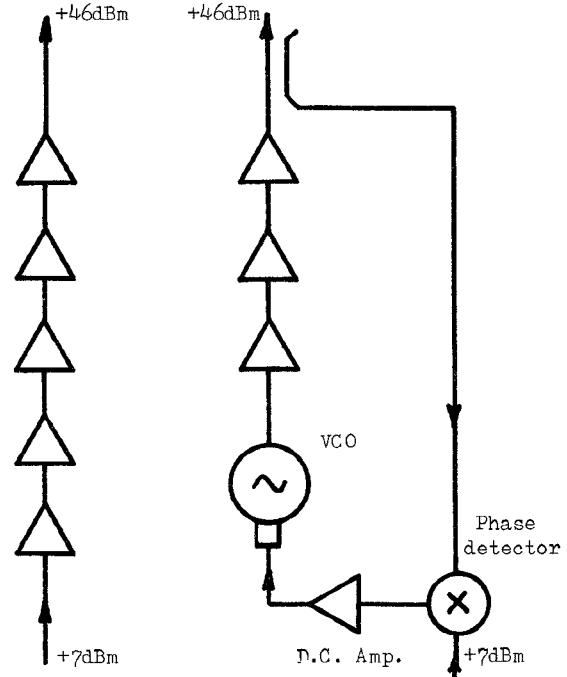 +46dBm
+46dBm
VCO
Phase
detector
D.C. Amp.
+7dBm
+7dBm